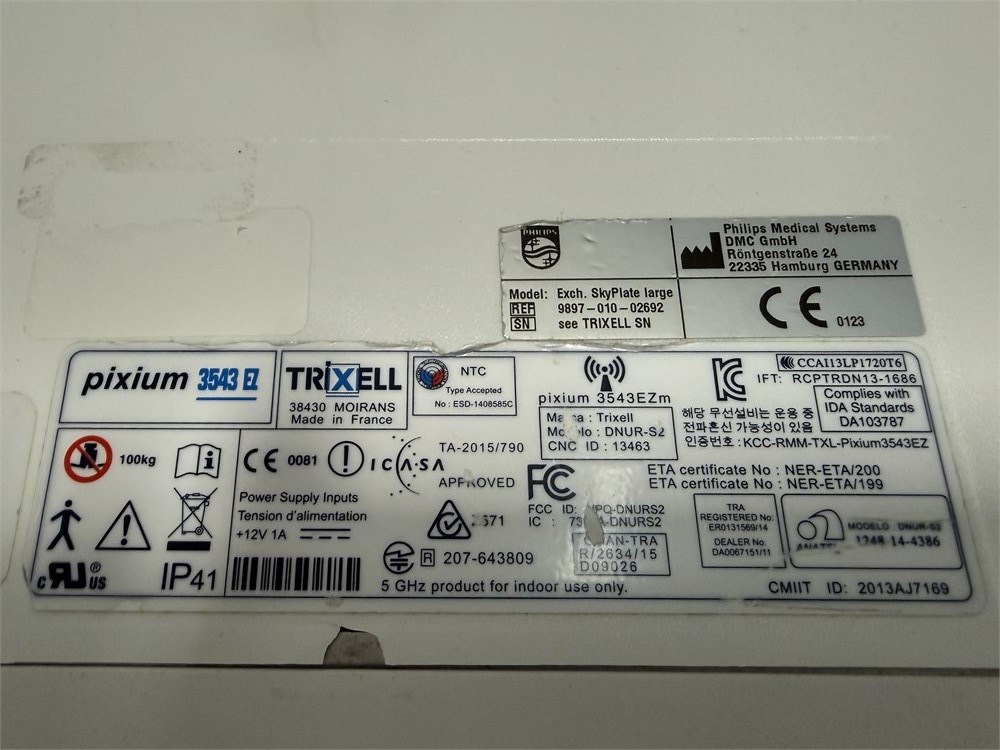 PHILIPS
Philips Medical Systems
DMC GmbH
Röntgenstraße 24
22335 Hamburg GERMANY
Model: Exch. SkyPlate large
REF 9897-010-02692
SN see TRIXELL SN
CE 0123
pixium 3543 EZ
TRIXELL
38430 MOIRANS
Made in France
NTC
Type Accepted
No : ESD-1408585C
pixium 3543EZm
Marca : Trixell
Modelo : DNUR-S2
CNC ID : 13463
CCAI13LP1720T6
IFT: RCPTRDN13-1686
해당 무선설비는 운용 중
전파혼신 가능성이 있음
인증번호 : KCC-RMM-TXL-Pixium3543EZ
Complies with
IDA Standards
DA103787
100kg
CE 0081
ICASA
TA-2015/790
APPROVED
Power Supply Inputs
Tension d'alimentation
+12V 1A
FC
FCC ID:
IC :
ETA certificate No : NER-ETA/200
ETA certificate No : NER-ETA/199
R/2634/15
D09026
TRA
REGISTERED No:
ER0131569/14
DEALER No:
DA0067151/11
MODELO : DNUR-S2
14-4386
c RU US
IP41
R 207-643809
5 GHz product for indoor use only.
CMIIT ID: 2013AJ7169